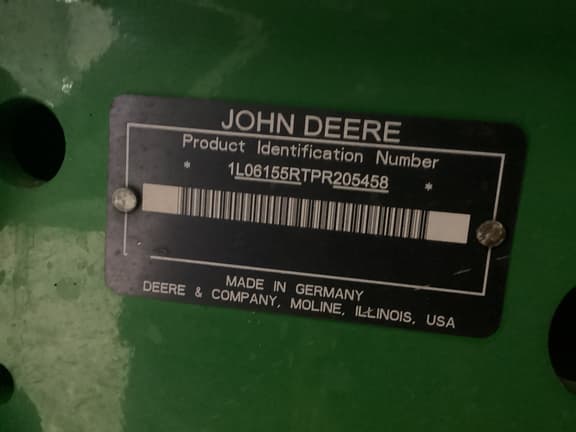 JOHN DEERE
Product Identification Number
* 1L06155RTPR205458 *
MADE IN GERMANY
DEERE & COMPANY, MOLINE, ILLINOIS, USA